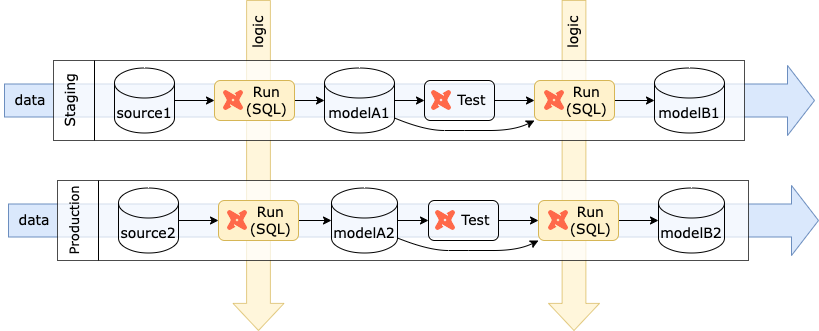 logic
logic
data
Staging
source1
Run
(SQL)
modelA1
Test
Run
(SQL)
modelB1
data
Production
source2
Run
(SQL)
modelA2
Test
Run
(SQL)
modelB2